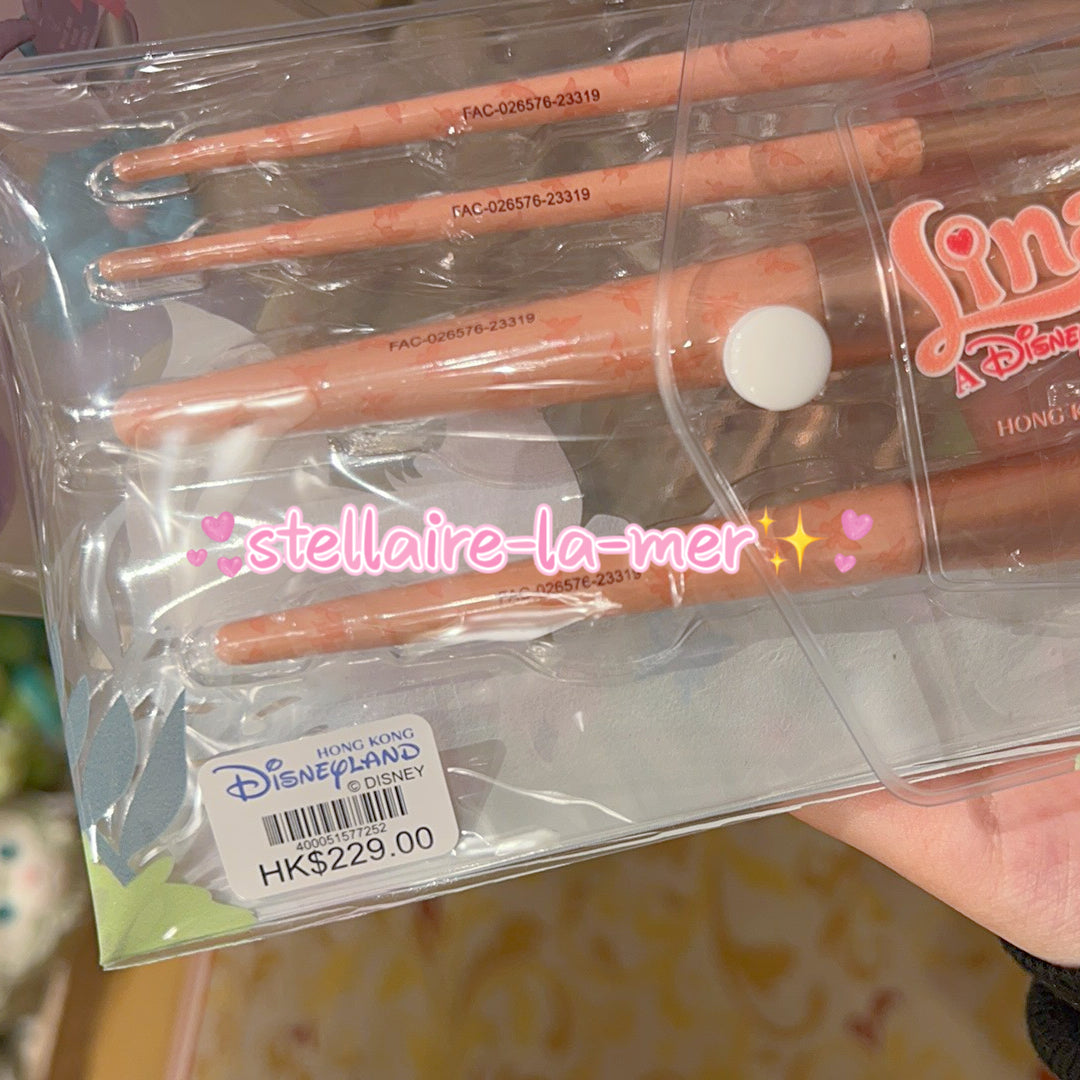 FAC-026576-23319
FAC-026576-23319
FAC-026576-23319
Lina
A DISNEY
HONG K
stellaire-la-mer
FAC-026576-23319
HONG KONG
DISNEYLAND
© DISNEY
400051577252
HK$229.00